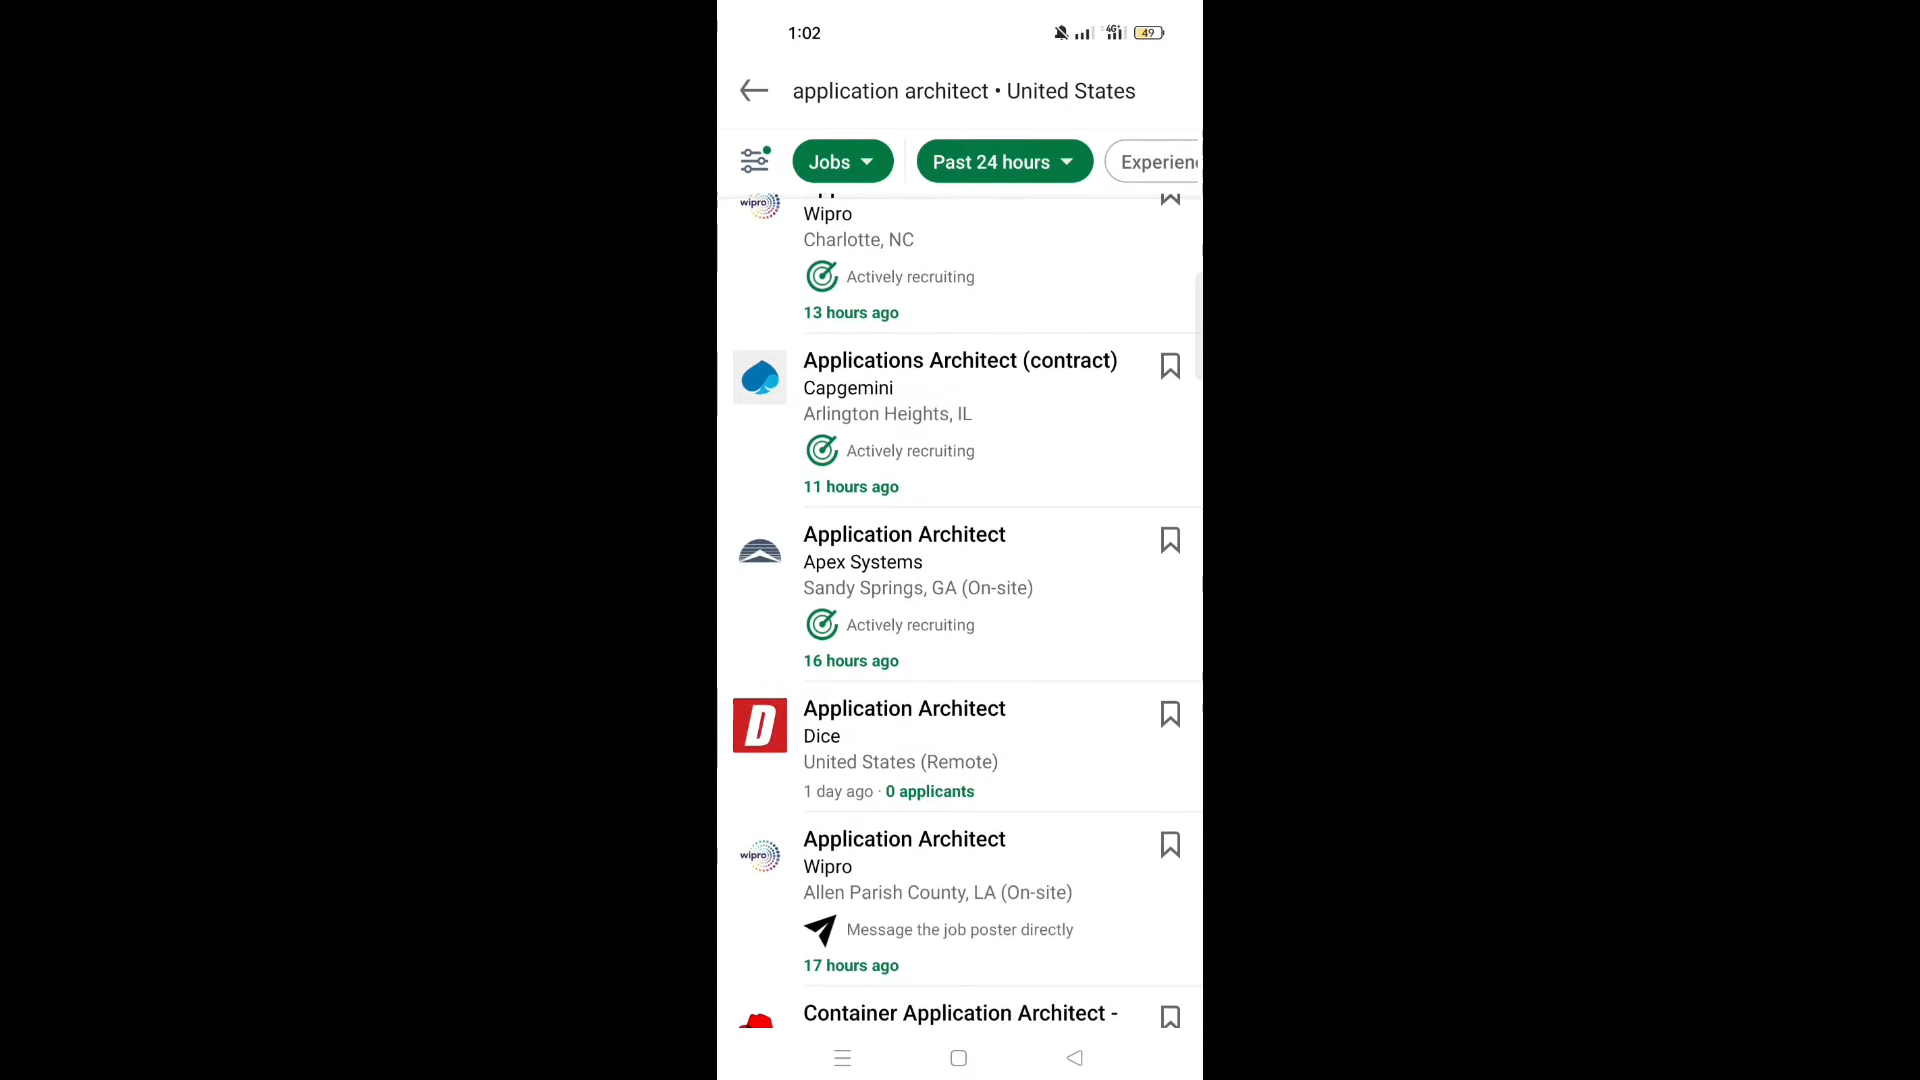 1:02
4G+
49
application architect • United States
Jobs
Past 24 hours
Experien
wipro
Wipro
Charlotte, NC
Actively recruiting
13 hours ago
Applications Architect (contract)
Capgemini
Arlington Heights, IL
Actively recruiting
11 hours ago
Application Architect
Apex Systems
Sandy Springs, GA (On-site)
Actively recruiting
16 hours ago
D
Application Architect
Dice
United States (Remote)
1 day ago · 0 applicants
wipro
Application Architect
Wipro
Allen Parish County, LA (On-site)
Message the job poster directly
17 hours ago
Container Application Architect -